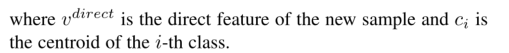 where $v^{direct}$ is the direct feature of the new sample and $c_i$ is
the centroid of the $i$-th class.